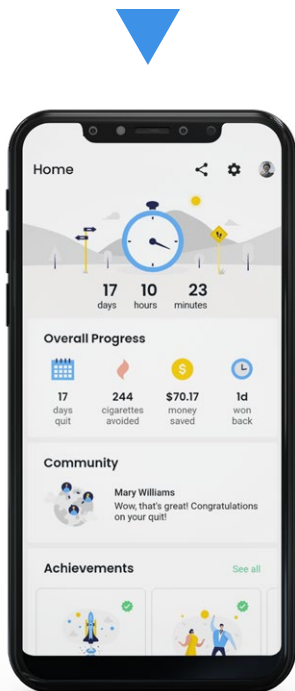 Home
17 10 23
days hours minutes
Overall Progress
17 244 $70.17 1d
days cigarettes money won
quit avoided saved back
Community
Mary Williams
Wow, that's great! Congratulations
on your quit!
Achievements See all